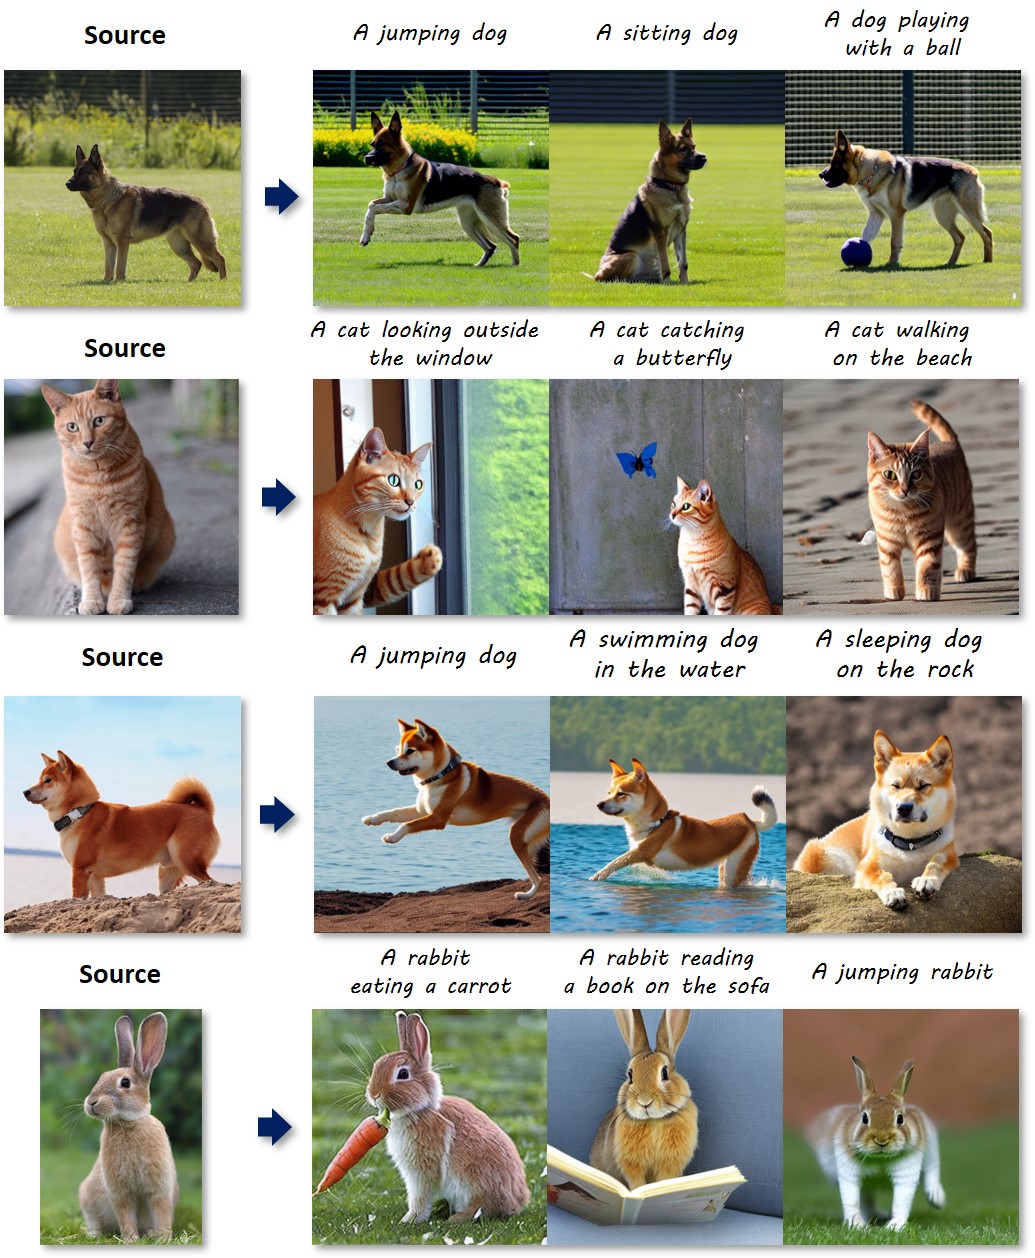 Source
A jumping dog
A sitting dog
A dog playing
with a ball
Source
A cat looking outside
the window
A cat catching
a butterfly
A cat walking
on the beach
Source
A jumping dog
A swimming dog
in the water
A sleeping dog
on the rock
Source
A rabbit
eating a carrot
A rabbit reading
a book on the sofa
A jumping rabbit